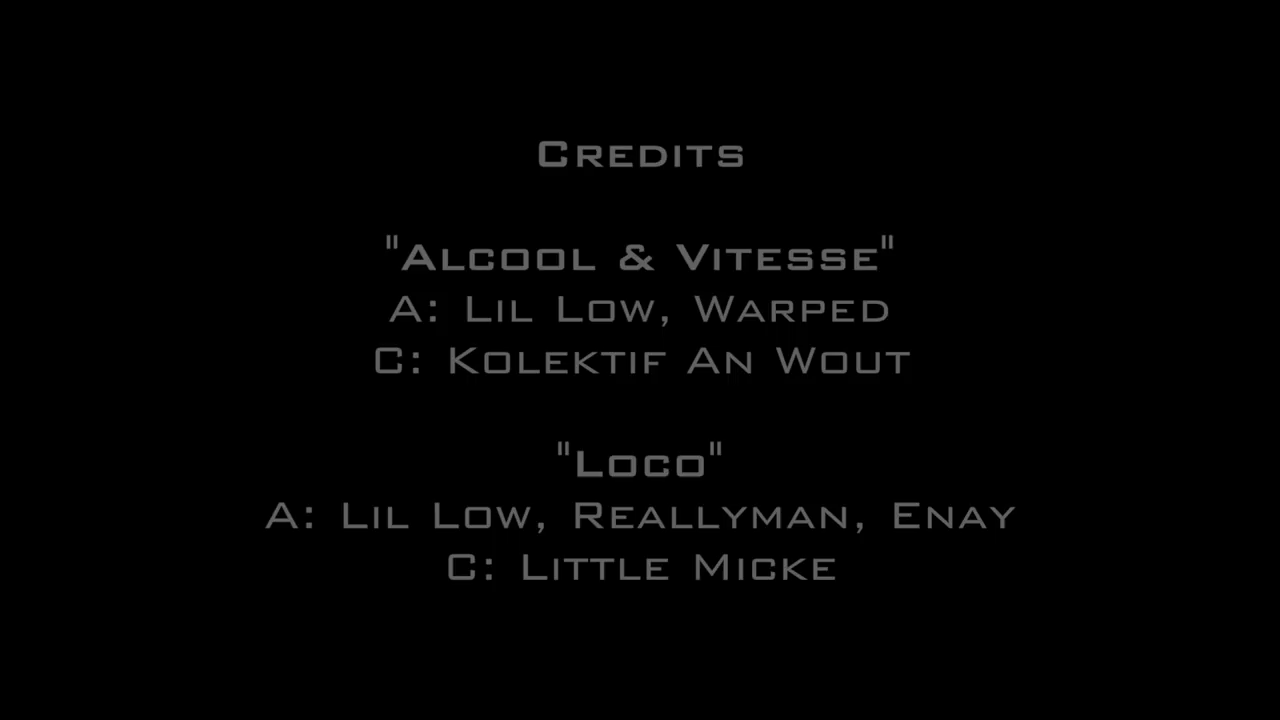 Credits
"Alcool & Vitesse"
A: Lil Low, Warped
C: Kolektif An Wout
"Loco"
A: Lil Low, Reallyman, Enay
C: Little Micke